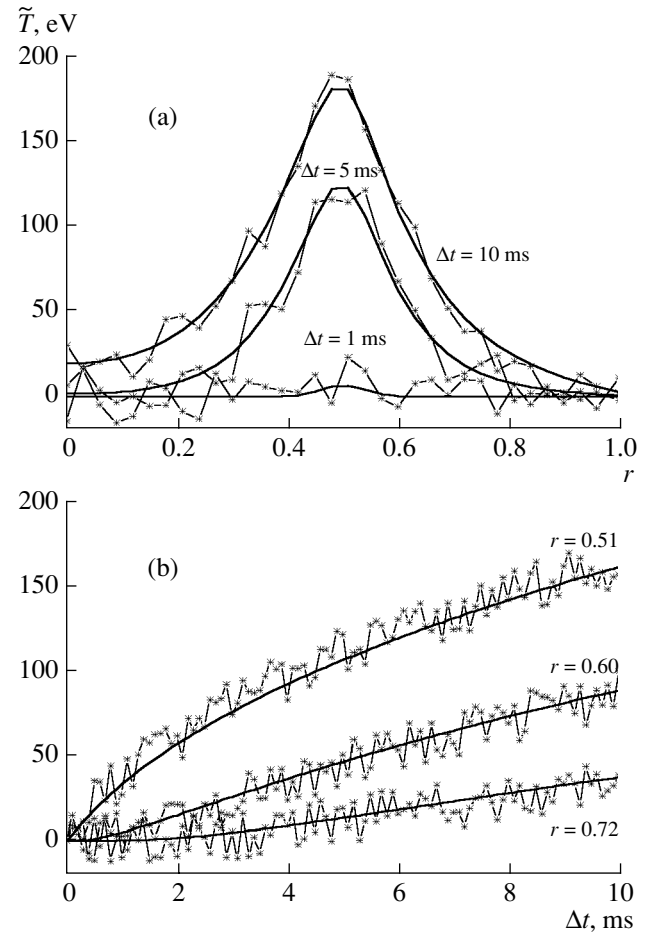 T̃, eV
200
(a)
150
Δt = 5 ms
100
Δt = 10 ms
50
Δt = 1 ms
0
0 0.2 0.4 0.6 0.8 1.0
r
200
r = 0.51
(b)
150
100
r = 0.60
50
r = 0.72
0
0 2 4 6 8 10
Δt, ms